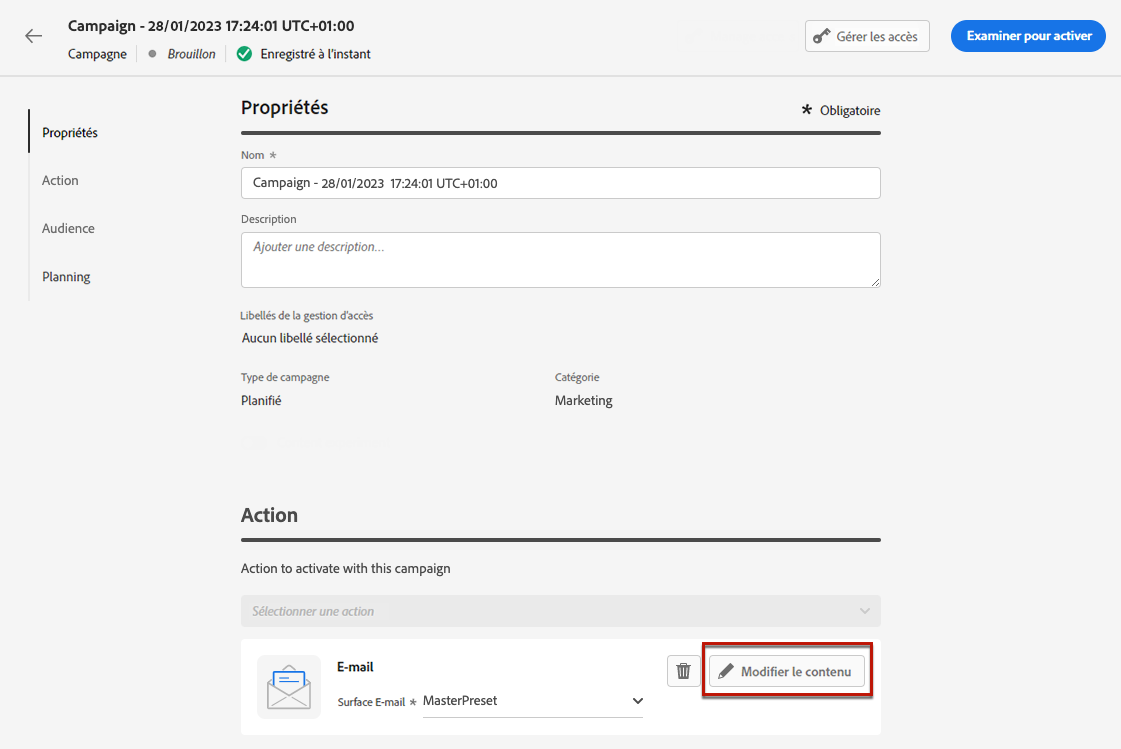 Campaign - 28/01/2023 17:24:01 UTC+01:00
Campagne Brouillon Enregistré à l'instant
Gérer les accès
Examiner pour activer
Propriétés
Action
Audience
Planning
Propriétés
* Obligatoire
Nom *
Campaign - 28/01/2023 17:24:01 UTC+01:00
Description
Ajouter une description...
Libellés de la gestion d'accès
Aucun libellé sélectionné
Type de campagne
Planifié
Catégorie
Marketing
Action
Action to activate with this campaign
Sélectionner une action
E-mail
Surface E-mail * MasterPreset
Modifier le contenu